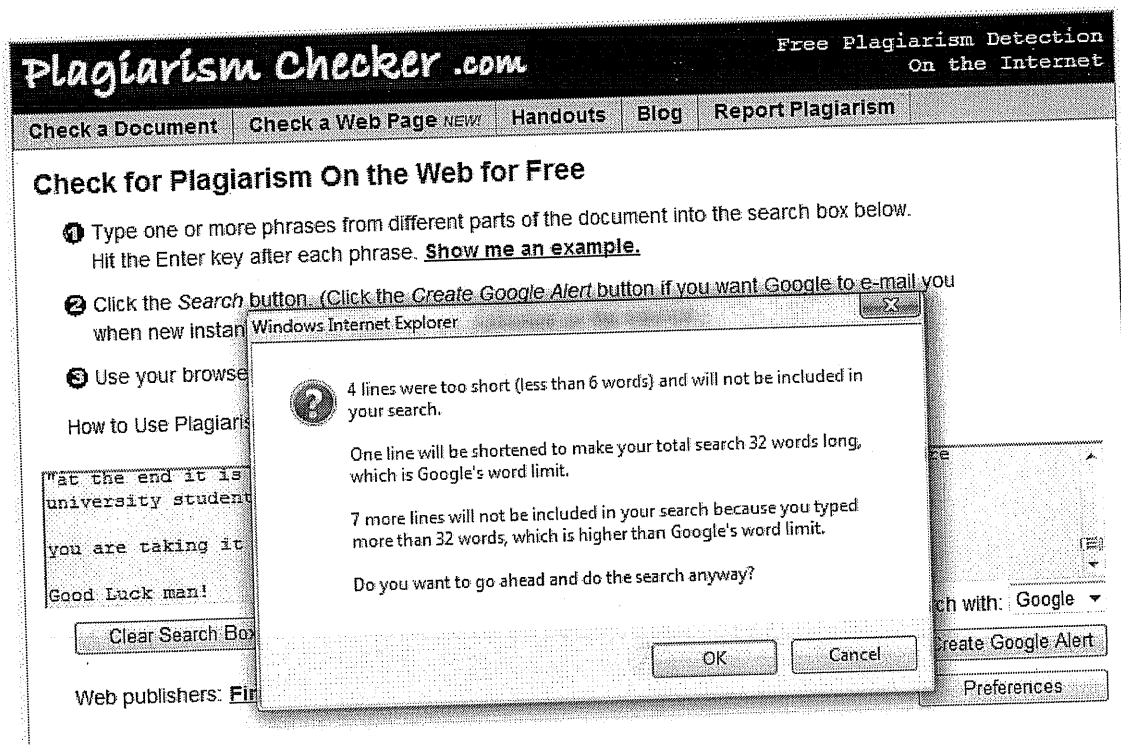 Plagiarism Checker .com
Free Plagiarism Detection
On the Internet
Check a Document Check a Web Page NEW! Handouts Blog Report Plagiarism
Check for Plagiarism On the Web for Free
1 Type one or more phrases from different parts of the document into the search box below.
Hit the Enter key after each phrase. Show me an example.
2 Click the Search button. (Click the Create Google Alert button if you want Google to e-mail you
when new instan
3 Use your browse
How to Use Plagiaris
"at the end it is
university student
you are taking it
Good Luck man!
Clear Search Box
Web publishers: Fin
Windows Internet Explorer
X
4 lines were too short (less than 6 words) and will not be included in
your search.
One line will be shortened to make your total search 32 words long,
which is Google's word limit.
7 more lines will not be included in your search because you typed
more than 32 words, which is higher than Google's word limit.
Do you want to go ahead and do the search anyway?
OK Cancel
re
ch with: Google
Create Google Alert
Preferences